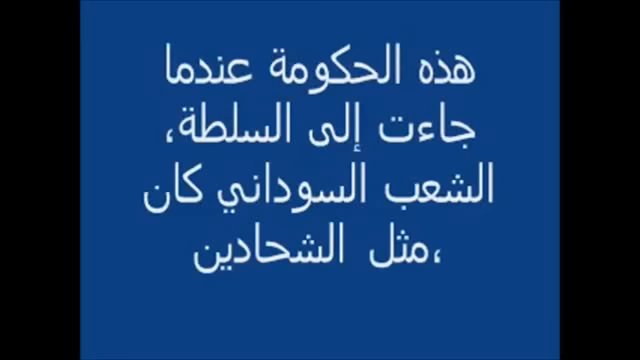 هذه الحكومة عندما
جاءت إلى السلطة،
الشعب السوداني كان
،مثل الشحادين